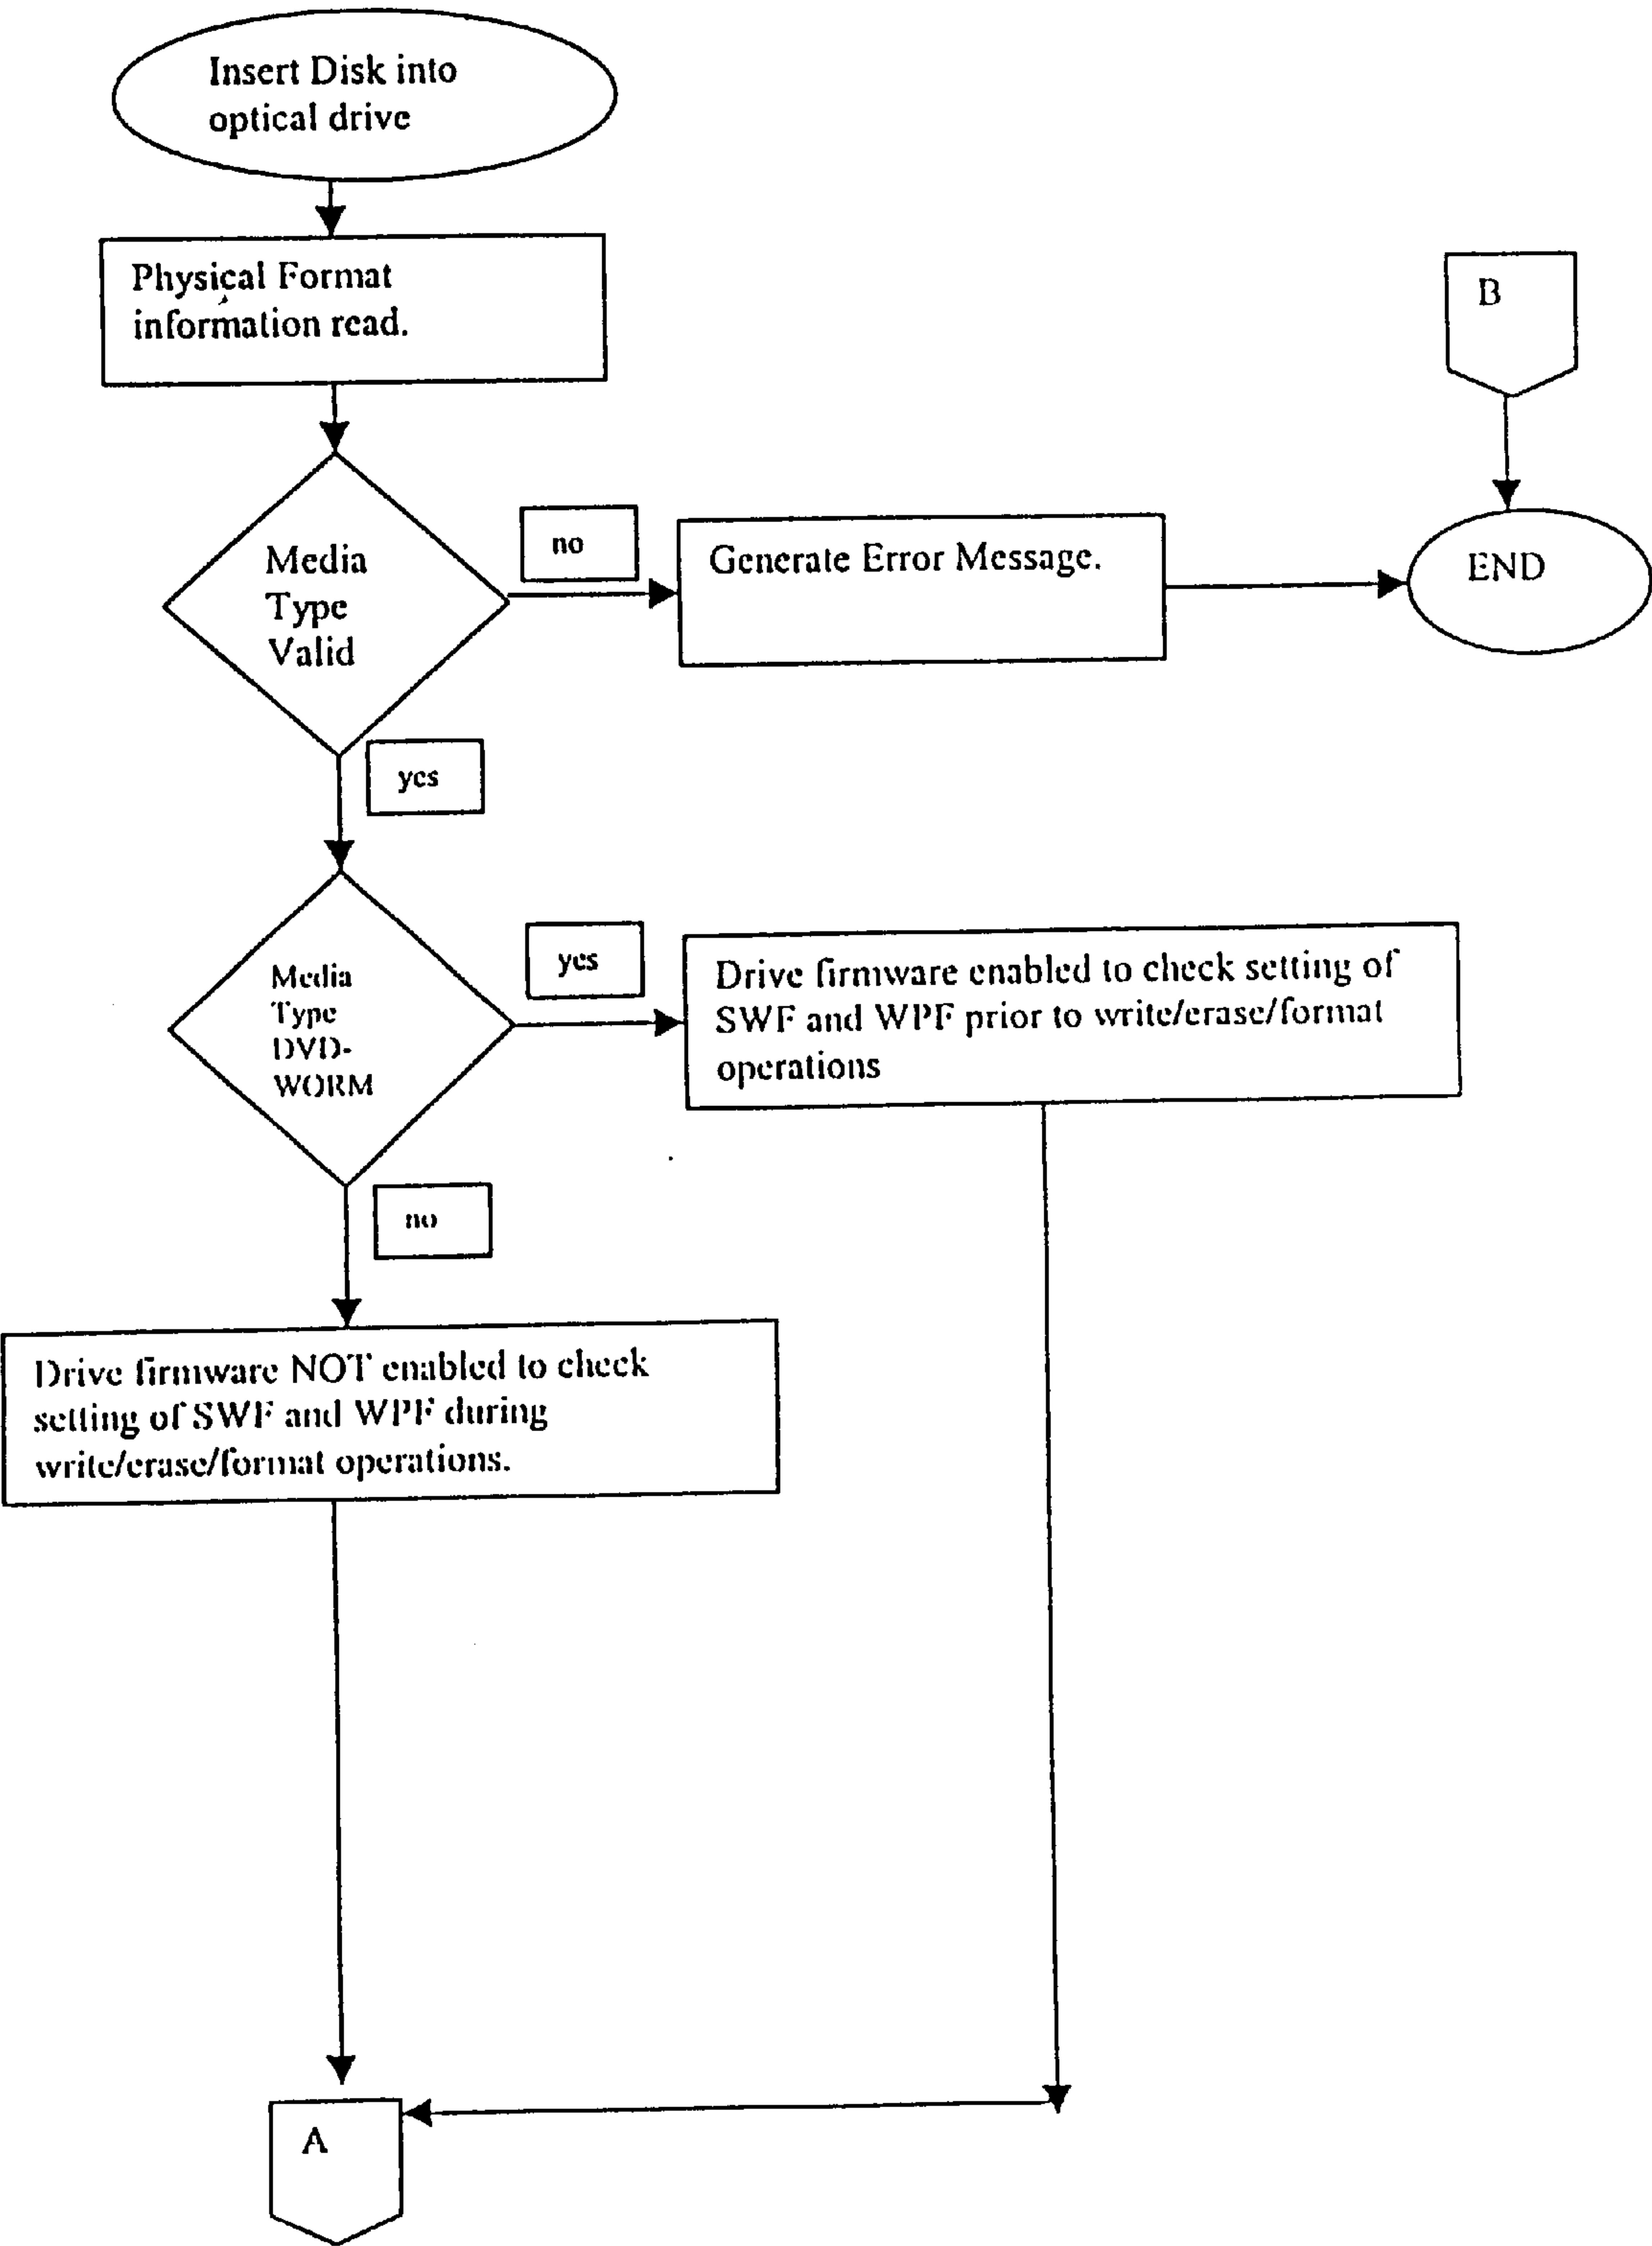 Insert Disk into
optical drive
Physical Format
information read.
B
Media
Type
Valid
no
Generate Error Message.
END
yes
Media
Type
DVD-
WORM
yes
Drive firmware enabled to check setting of
SWF and WPF prior to write/erase/format
operations
no
Drive firmware NOT enabled to check
setting of SWF and WPF during
write/erase/format operations.
A